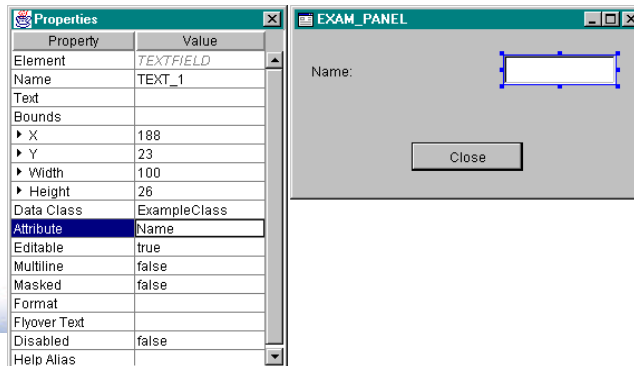 Properties
Property Value
Element TEXTFIELD
Name TEXT_1
Text
Bounds
X 188
Y 23
Width 100
Height 26
Data Class ExampleClass
Attribute Name
Editable true
Multiline false
Masked false
Format
Flyover Text
Disabled false
Help Alias
EXAM_PANEL
Name:
Close